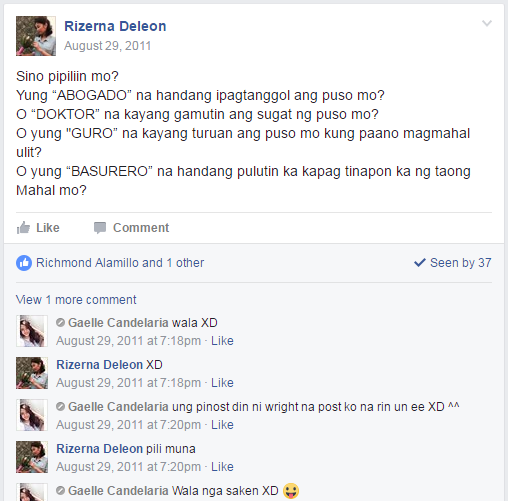 Rizerna Deleon
August 29, 2011
Sino pipiliin mo?
Yung “ABOGADO” na handang ipagtanggol ang puso mo?
O “DOKTOR” na kayang gamutin ang sugat ng puso mo?
O yung "GURO” na kayang turuan ang puso mo kung paano magmahal
ulit?
O yung “BASURERO” na handang pulutin ka kapag tinapon ka ng taong
Mahal mo?
Like Comment
Richmond Alamillo and 1 other Seen by 37
View 1 more comment
Gaelle Candelaria wala XD
August 29, 2011 at 7:18pm · Like
Rizerna Deleon XD
August 29, 2011 at 7:18pm · Like
Gaelle Candelaria ung pinost din ni wright na post ko na rin un ee XD ^^
August 29, 2011 at 7:20pm · Like
Rizerna Deleon pili muna
August 29, 2011 at 7:20pm · Like
Gaelle Candelaria Wala nga saken XD 😜